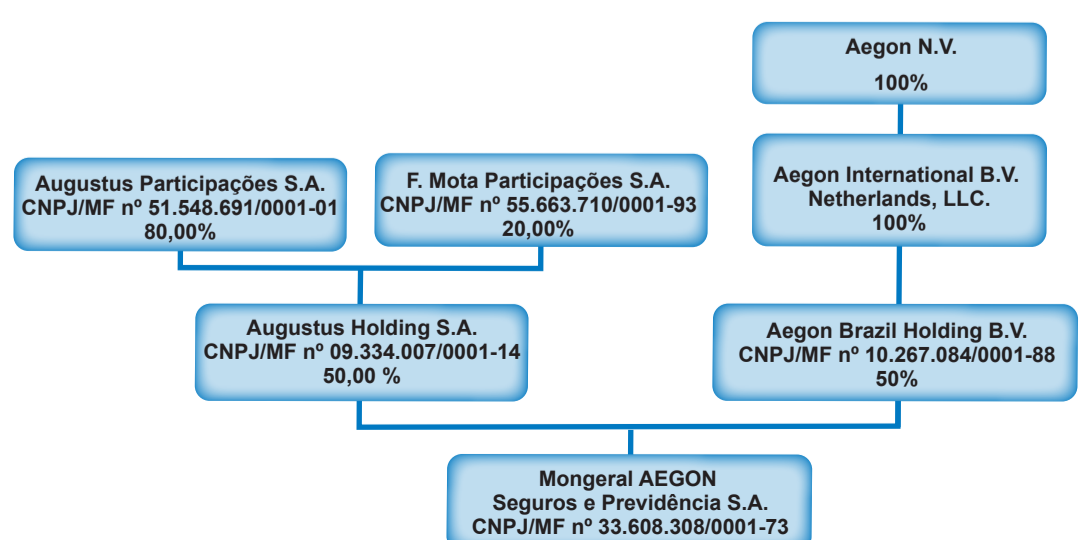 Aegon N.V.
100%
Augustus Participações S.A.
CNPJ/MF nº 51.548.691/0001-01
80,00%
F. Mota Participações S.A.
CNPJ/MF nº 55.663.710/0001-93
20,00%
Aegon International B.V.
Netherlands, LLC.
100%
Augustus Holding S.A.
CNPJ/MF nº 09.334.007/0001-14
50,00 %
Aegon Brazil Holding B.V.
CNPJ/MF nº 10.267.084/0001-88
50%
Mongeral AEGON
Seguros e Previdência S.A.
CNPJ/MF nº 33.608.308/0001-73